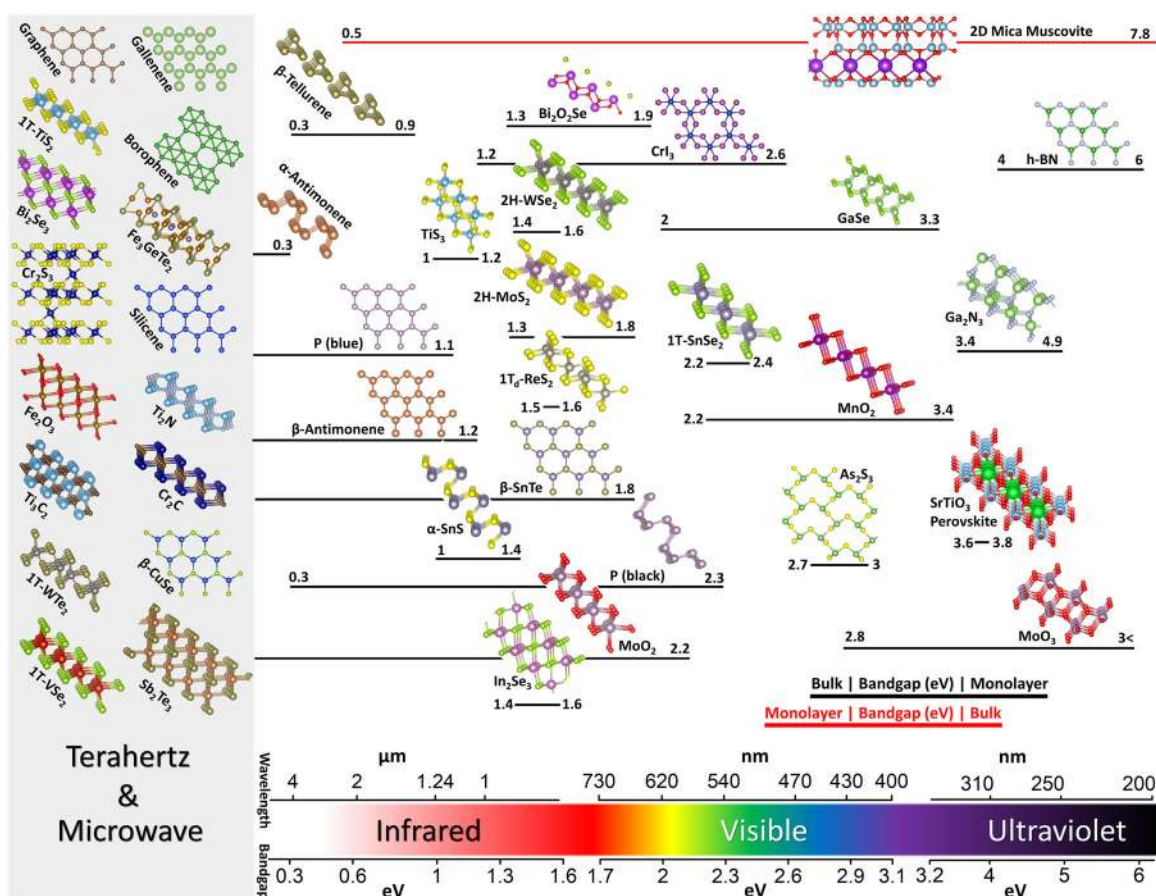 Graphene
Gallenene
1T-TiS₂
Borophene
Bi₂Se₃
Fe₃GeTe₂
Cr₂S₃
Silicene
Fe₂O₃
Ti₂N
Ti₃C₂
Cr₂C
1T-WTe₂
β-CuSe
1T-VSe₂
Sb₂Te₃
Terahertz
&
Microwave
0.5
2D Mica Muscovite
7.8
β-Tellurene
0.3
0.9
Bi₂O₂Se
1.3
1.9
CrI₃
1.2
2.6
h-BN
4
6
α-Antimonene
0.3
TiS₃
1
1.2
2H-WSe₂
1.4
1.6
GaSe
2
3.3
2H-MoS₂
1.3
1.8
P (blue)
1.1
1T-SnSe₂
2.2
2.4
Ga₂N₃
3.4
4.9
1Td-ReS₂
1.5
1.6
MnO₂
2.2
3.4
β-Antimonene
1.2
β-SnTe
1.8
α-SnS
1
1.4
As₂S₃
2.7
3
SrTiO₃
Perovskite
3.6
3.8
P (black)
0.3
2.3
MoO₂
2.2
MoO₃
2.8
3<
In₂Se₃
1.4
1.6
Bulk | Bandgap (eV) | Monolayer
Monolayer | Bandgap (eV) | Bulk
Wavelength
µm
nm
nm
4 2 1.24 1 730 620 540 470 430 400 310 250 200
Infrared
Visible
Ultraviolet
Bandgap
0.3 0.6 1 1.3 1.6 1.7 2 2.3 2.6 2.9 3.1 3.2 4 5 6
eV
eV
eV